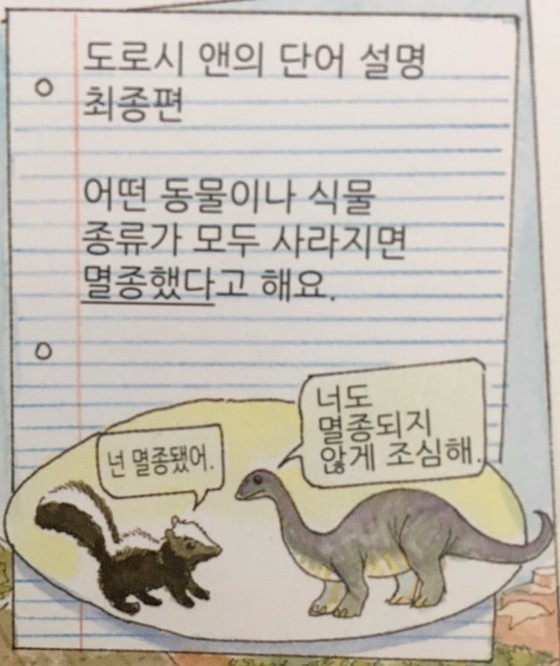 도로시 앤의 단어 설명
최종편
어떤 동물이나 식물
종류가 모두 사라지면
멸종했다고 해요.
넌 멸종됐어.
너도
멸종되지
않게 조심해.